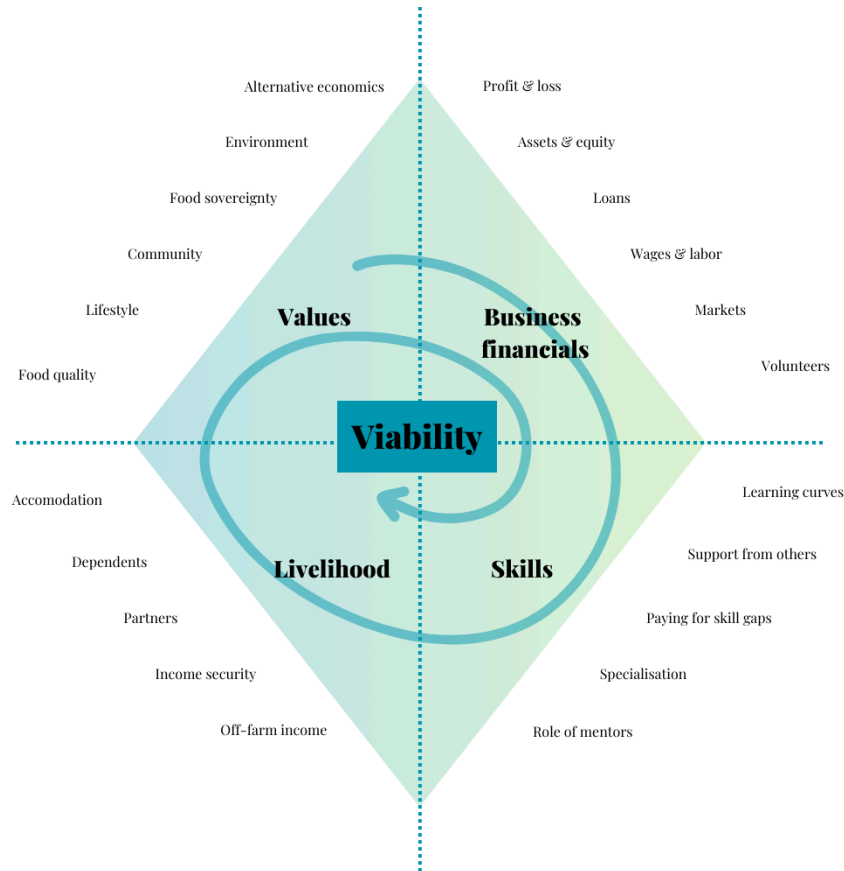 Alternative economics
Environment
Food sovereignty
Community
Lifestyle
Food quality
Profit & loss
Assets & equity
Loans
Wages & labor
Markets
Volunteers
Values
Business
financials
Viability
Livelihood
Skills
Accomodation
Dependents
Partners
Income security
Off-farm income
Learning curves
Support from others
Paying for skill gaps
Specialisation
Role of mentors